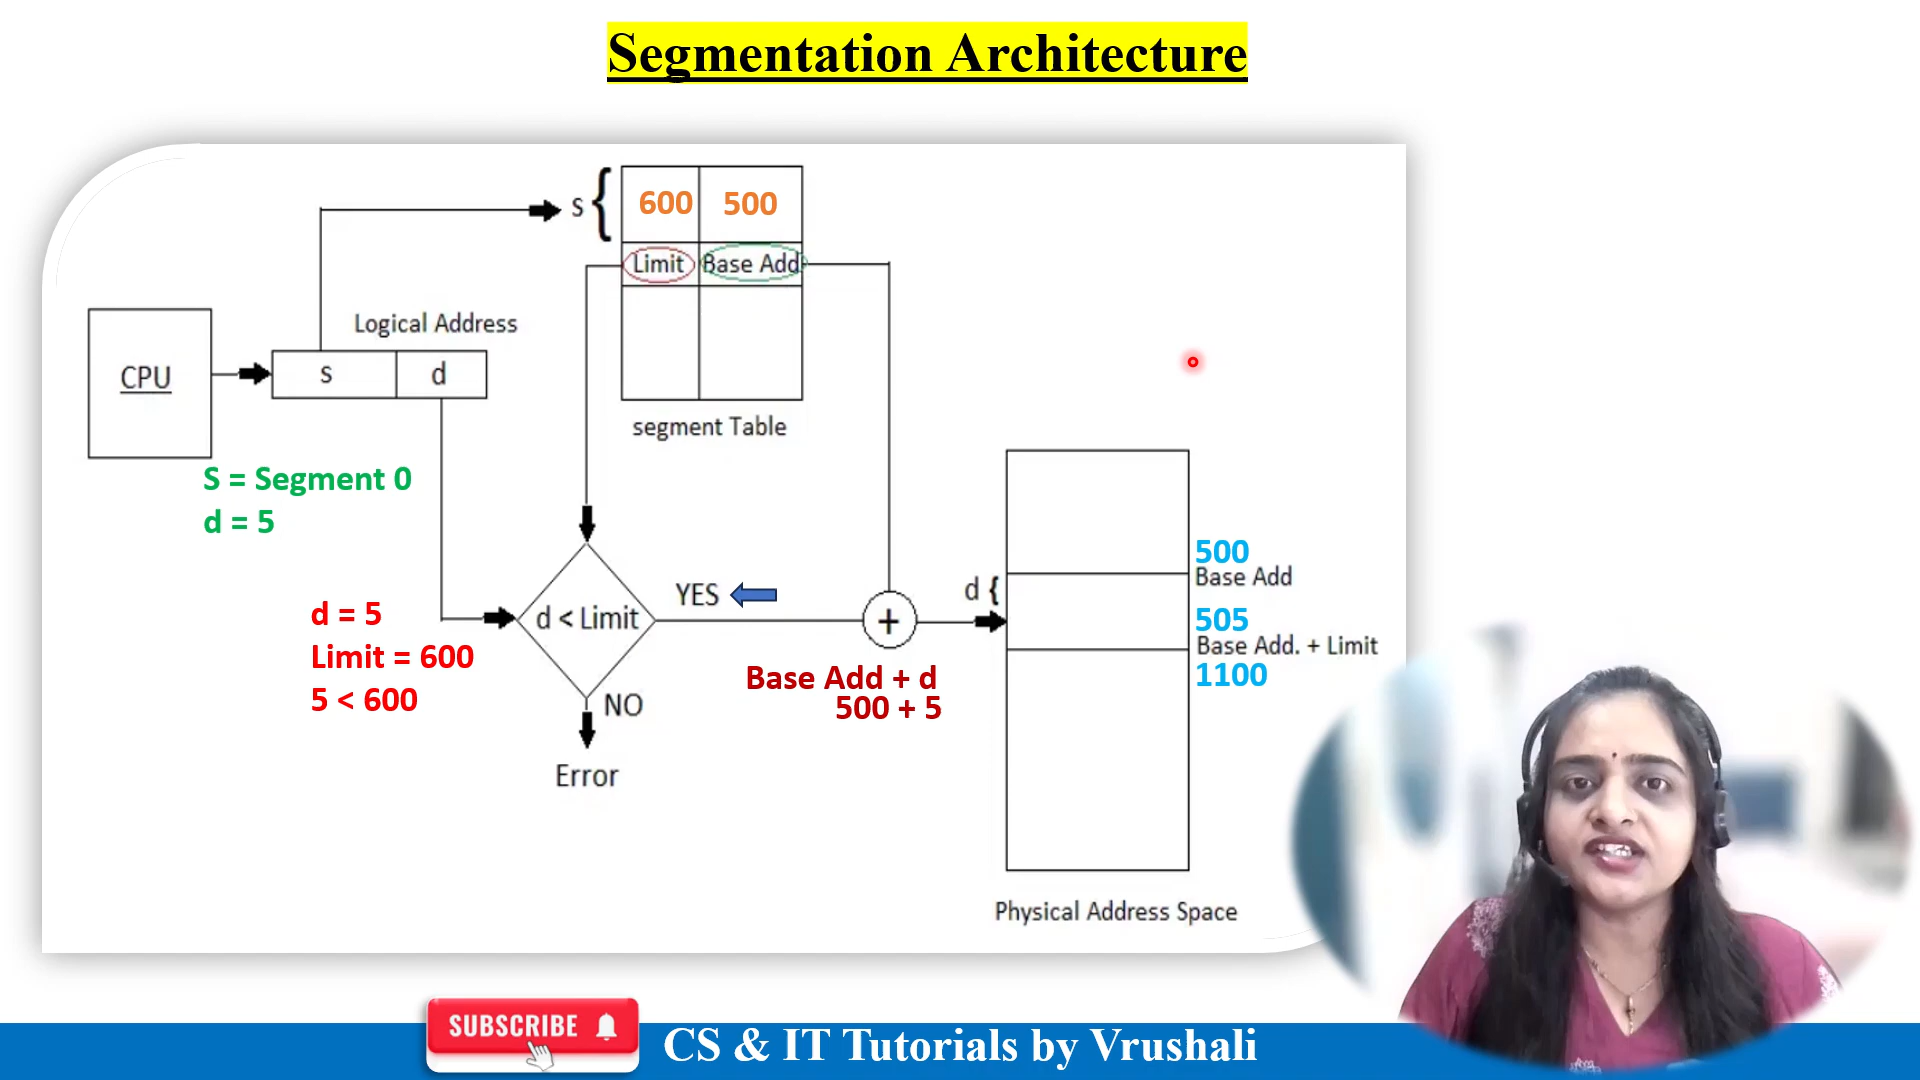 Segmentation Architecture
s {
600 500
Limit Base Add
segment Table
Logical Address
CPU
s d
S = Segment 0
d = 5
d = 5
Limit = 600
5 < 600
d < Limit
YES
NO
Error
+
Base Add + d
500 + 5
d {
500
Base Add
505
Base Add. + Limit
1100
Physical Address Space
SUBSCRIBE
CS & IT Tutorials by Vrushali